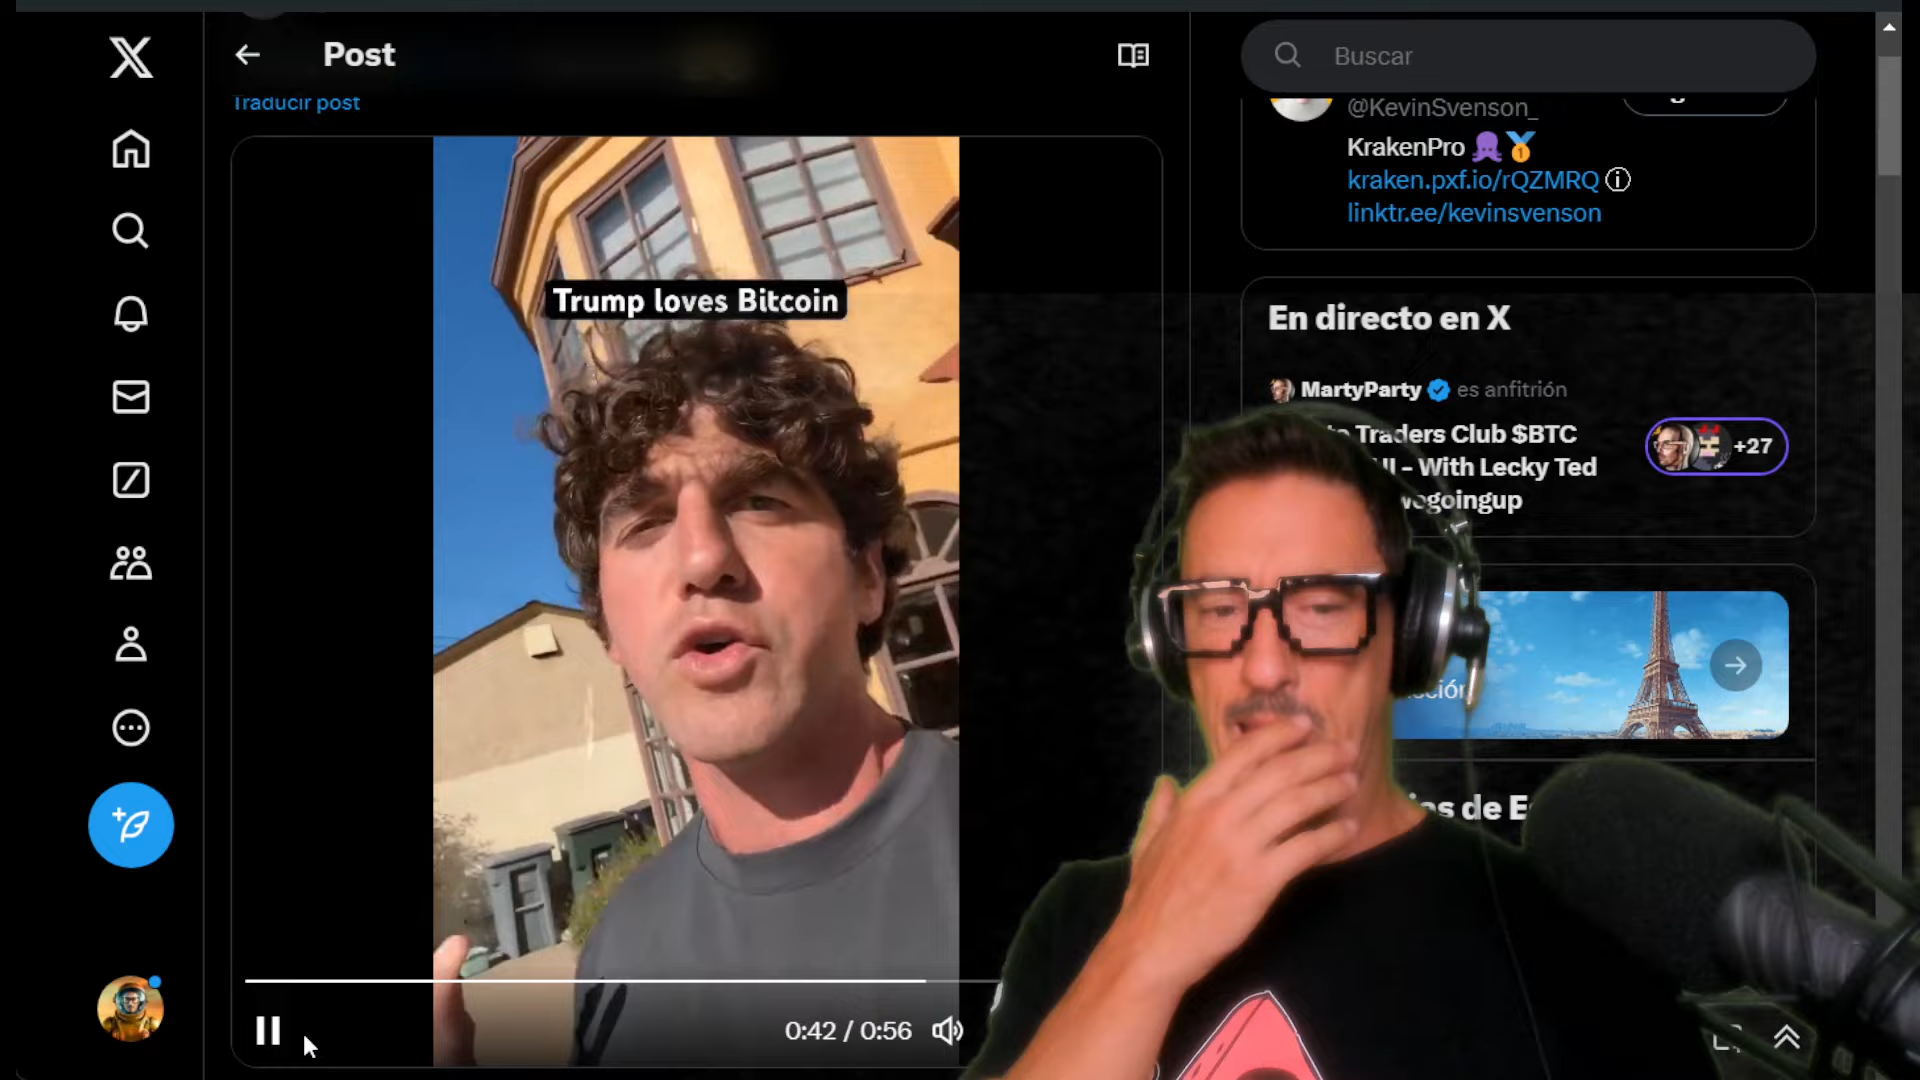 Post
Traducir post
Trump loves Bitcoin
0:42 / 0:56
Buscar
@KevinSvenson_
KrakenPro
kraken.pxf.io/rQZMRQ
linktr.ee/kevinsvenson
En directo en X
MartyParty es anfitrión
Traders Club $BTC
+27
- With Lecky Ted